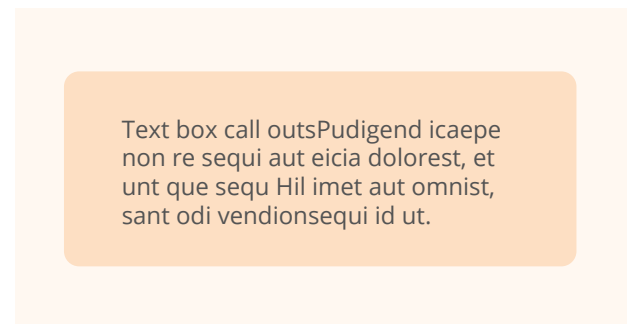 Text box call outsPudigend icaepe
non re sequi aut eicia dolorest, et
unt que sequ Hil imet aut omnist,
sant odi vendionsequi id ut.